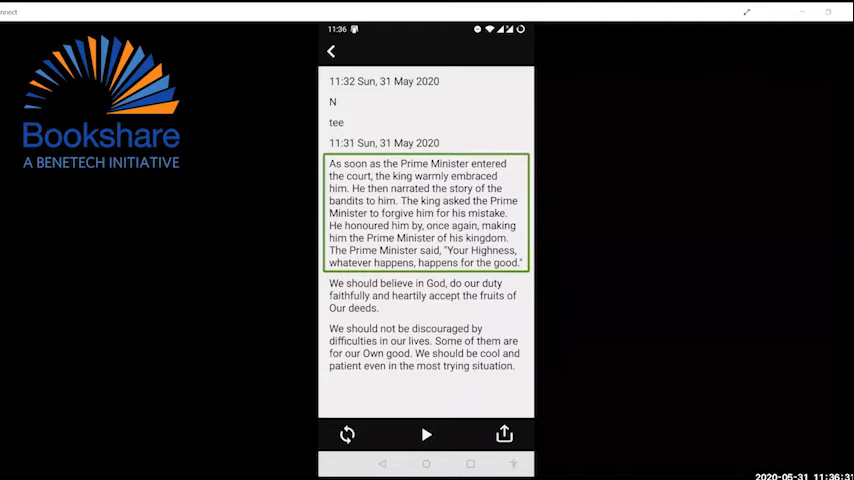 nnect
11:36
Bookshare
A BENETECH INITIATIVE
11:32 Sun, 31 May 2020
N
tee
11:31 Sun, 31 May 2020
As soon as the Prime Minister entered
the court, the king warmly embraced
him. He then narrated the story of the
bandits to him. The king asked the Prime
Minister to forgive him for his mistake.
He honoured him by, once again, making
him the Prime Minister of his kingdom.
The Prime Minister said, "Your Highness,
whatever happens, happens for the good."
We should believe in God, do our duty
faithfully and heartily accept the fruits of
Our deeds.
We should not be discouraged by
difficulties in our lives. Some of them are
for our Own good. We should be cool and
patient even in the most trying situation.
2020-05-31 11:36:31